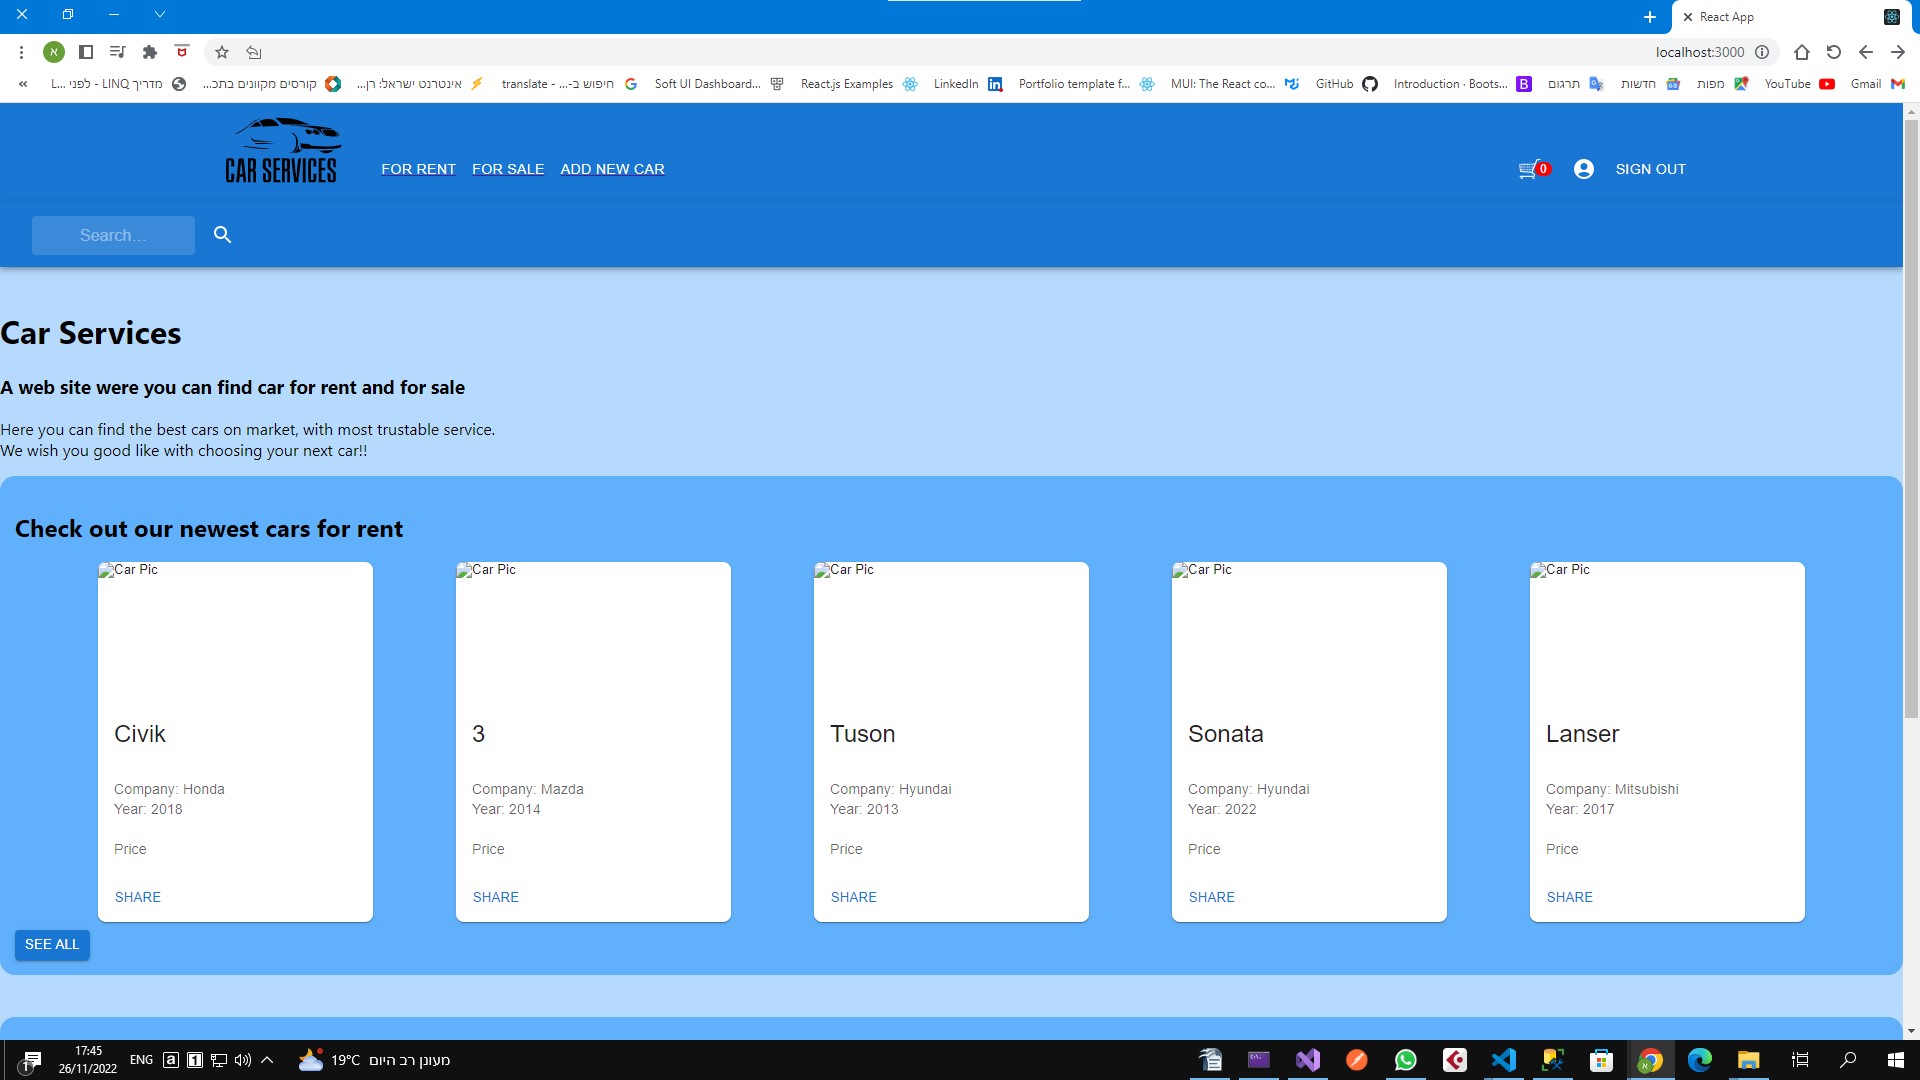 React App
localhost:3000
א
Gmail
YouTube
מפות
חדשות
תרגום
Introduction · Boots...
GitHub
MUI: The React co...
Portfolio template f...
LinkedIn
React.js Examples
Soft UI Dashboard...
translate - ...-חיפוש ב
אינטרנט ישראל: רן...
קורסים מקוונים בתכ...
מדריך LINQ - לפני ...L
«
CAR SERVICES
FOR RENT
FOR SALE
ADD NEW CAR
0
SIGN OUT
Search...
Car Services
A web site were you can find car for rent and for sale
Here you can find the best cars on market, with most trustable service.
We wish you good like with choosing your next car!!
Check out our newest cars for rent
Car Pic
Civik
Company: Honda
Year: 2018
Price
SHARE
Car Pic
3
Company: Mazda
Year: 2014
Price
SHARE
Car Pic
Tuson
Company: Hyundai
Year: 2013
Price
SHARE
Car Pic
Sonata
Company: Hyundai
Year: 2022
Price
SHARE
Car Pic
Lanser
Company: Mitsubishi
Year: 2017
Price
SHARE
SEE ALL
1
17:45
26/11/2022
ENG
a
1
19°C
מעונן רב היום